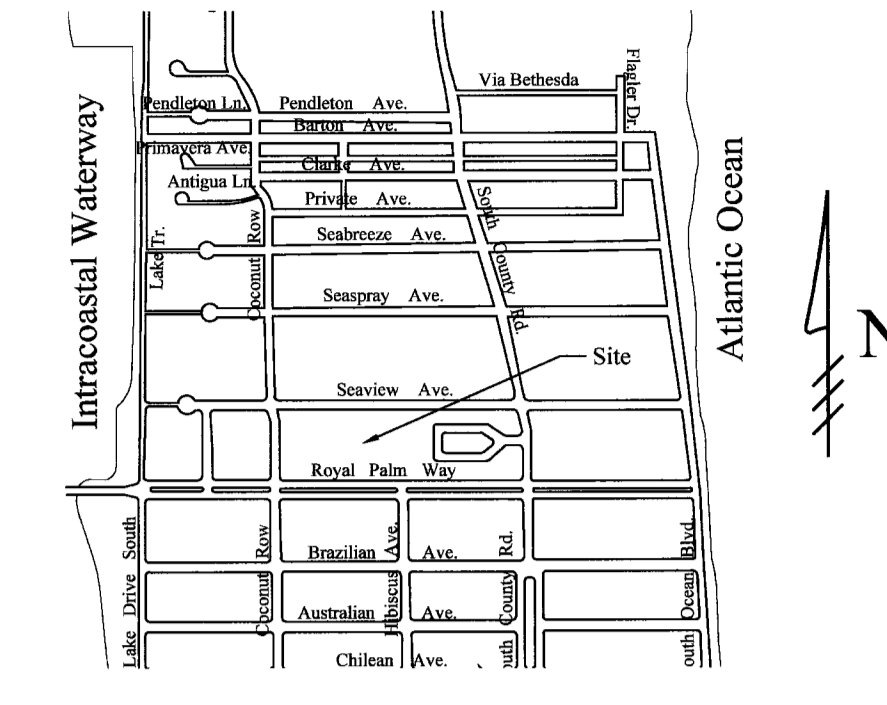 Via Bethesda
Flagler Dr.
Pendleton Ln.
Pendleton Ave.
Barton Ave.
Primavera Ave.
Clarke Ave.
Antigua Ln.
Private Ave.
Intracoastal Waterway
Atlantic Ocean
South County Rd.
Lake Tr.
Coconut Row
Seabreeze Ave.
Seaspray Ave.
N
Site
Seaview Ave.
Royal Palm Way
Lake Drive South
Coconut Row
Brazilian Ave.
Hibiscus Ave.
outh County Rd.
outh Ocean Blvd.
Australian Ave.
Chilean Ave.